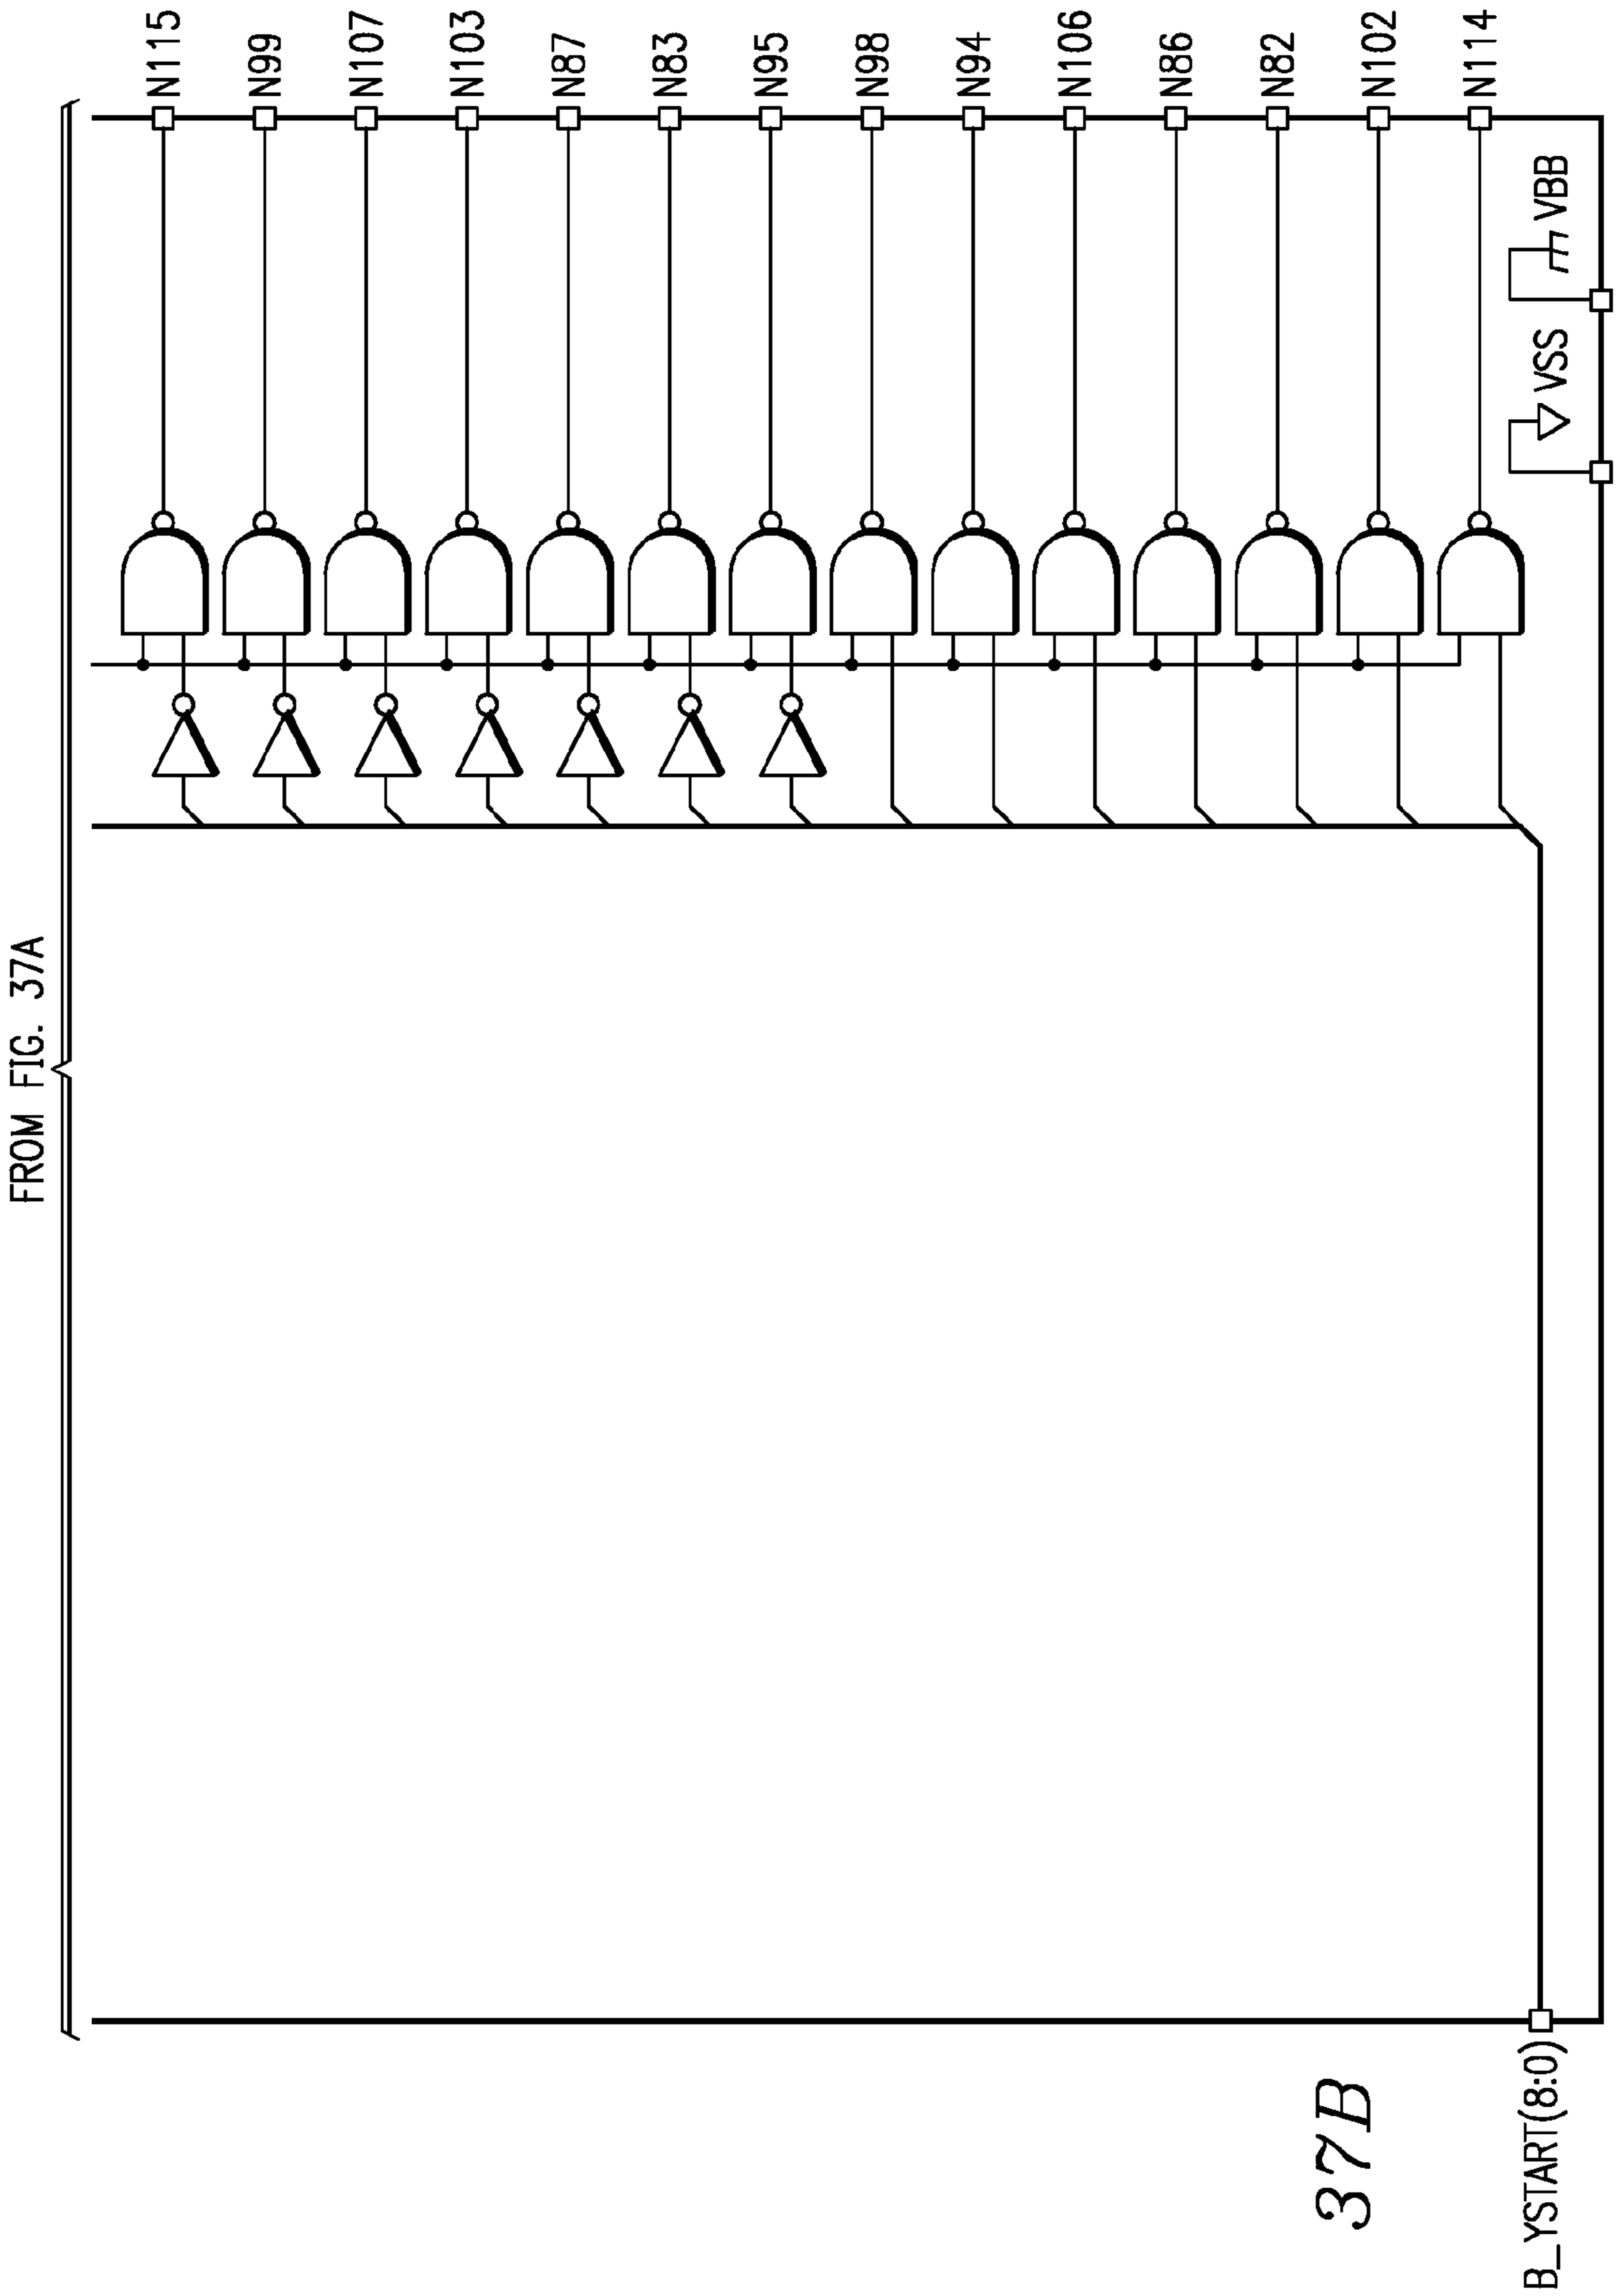 FROM FIG. 37A
N115
N99
N107
N103
N87
N83
N95
N98
N94
N106
N86
N82
N102
N114
VSS
VBB
B_YSTART(8:0)
37B